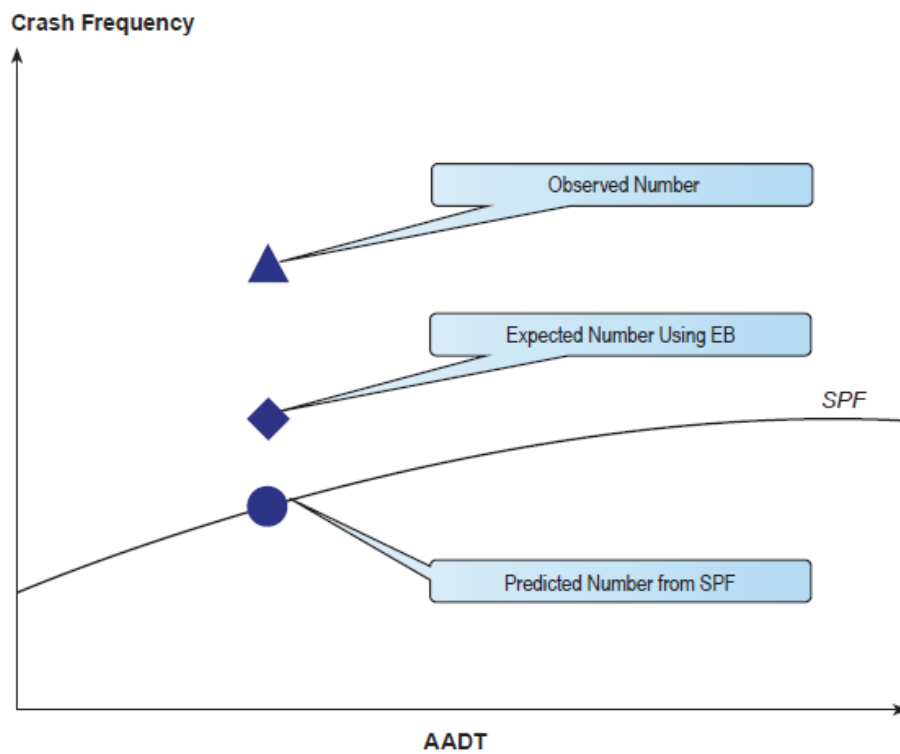 Crash Frequency
Observed Number
Expected Number Using EB
SPF
Predicted Number from SPF
AADT